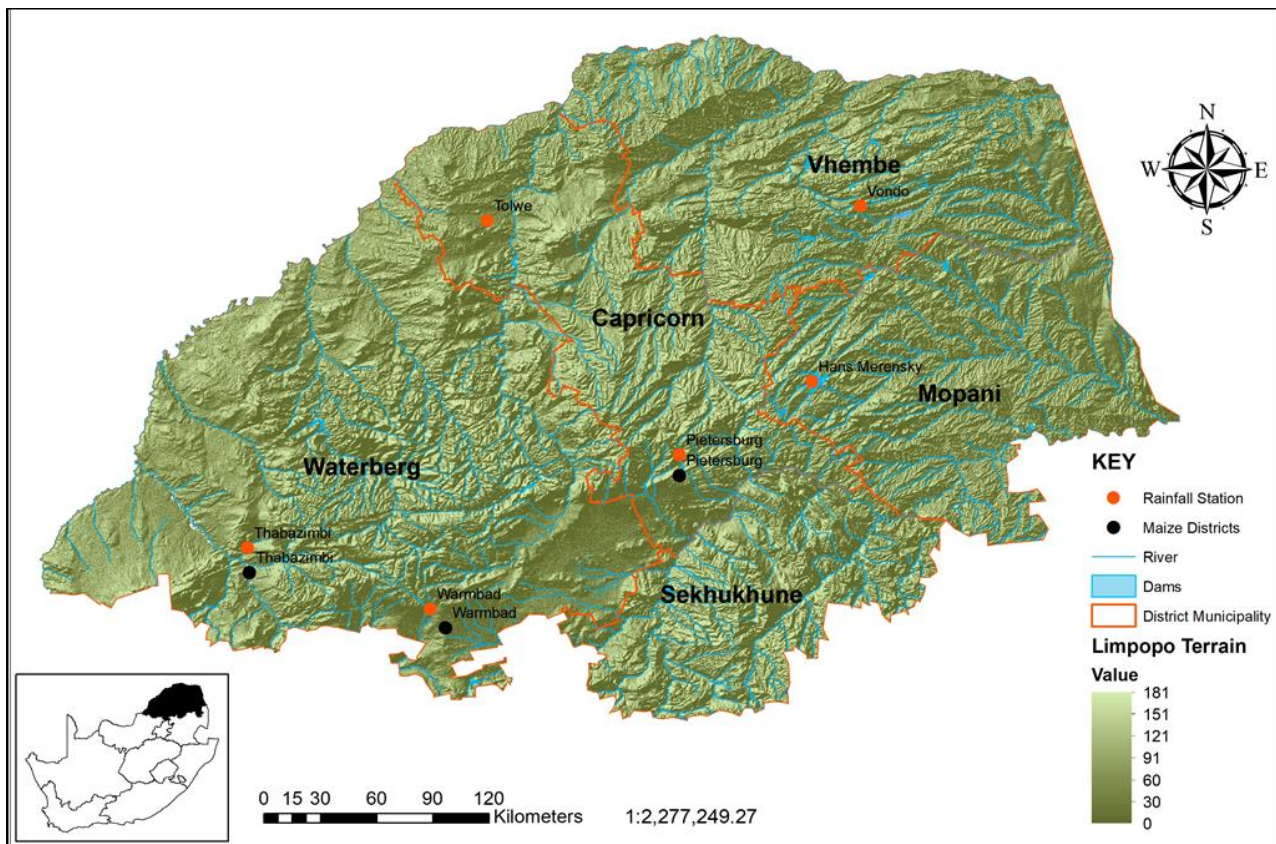 N
W
E
S
Vhembe
Vondo
Tolwe
Capricorn
Hans Merensky
Mopani
Pietersburg
Pietersburg
Waterberg
Thabazimbi
Thabazimbi
Warmbad
Warmbad
Sekhukhune
KEY
Rainfall Station
Maize Districts
River
Dams
District Municipality
Limpopo Terrain
Value
181
151
121
91
60
30
0
0 15 30 60 90 120
Kilometers
1:2,277,249.27